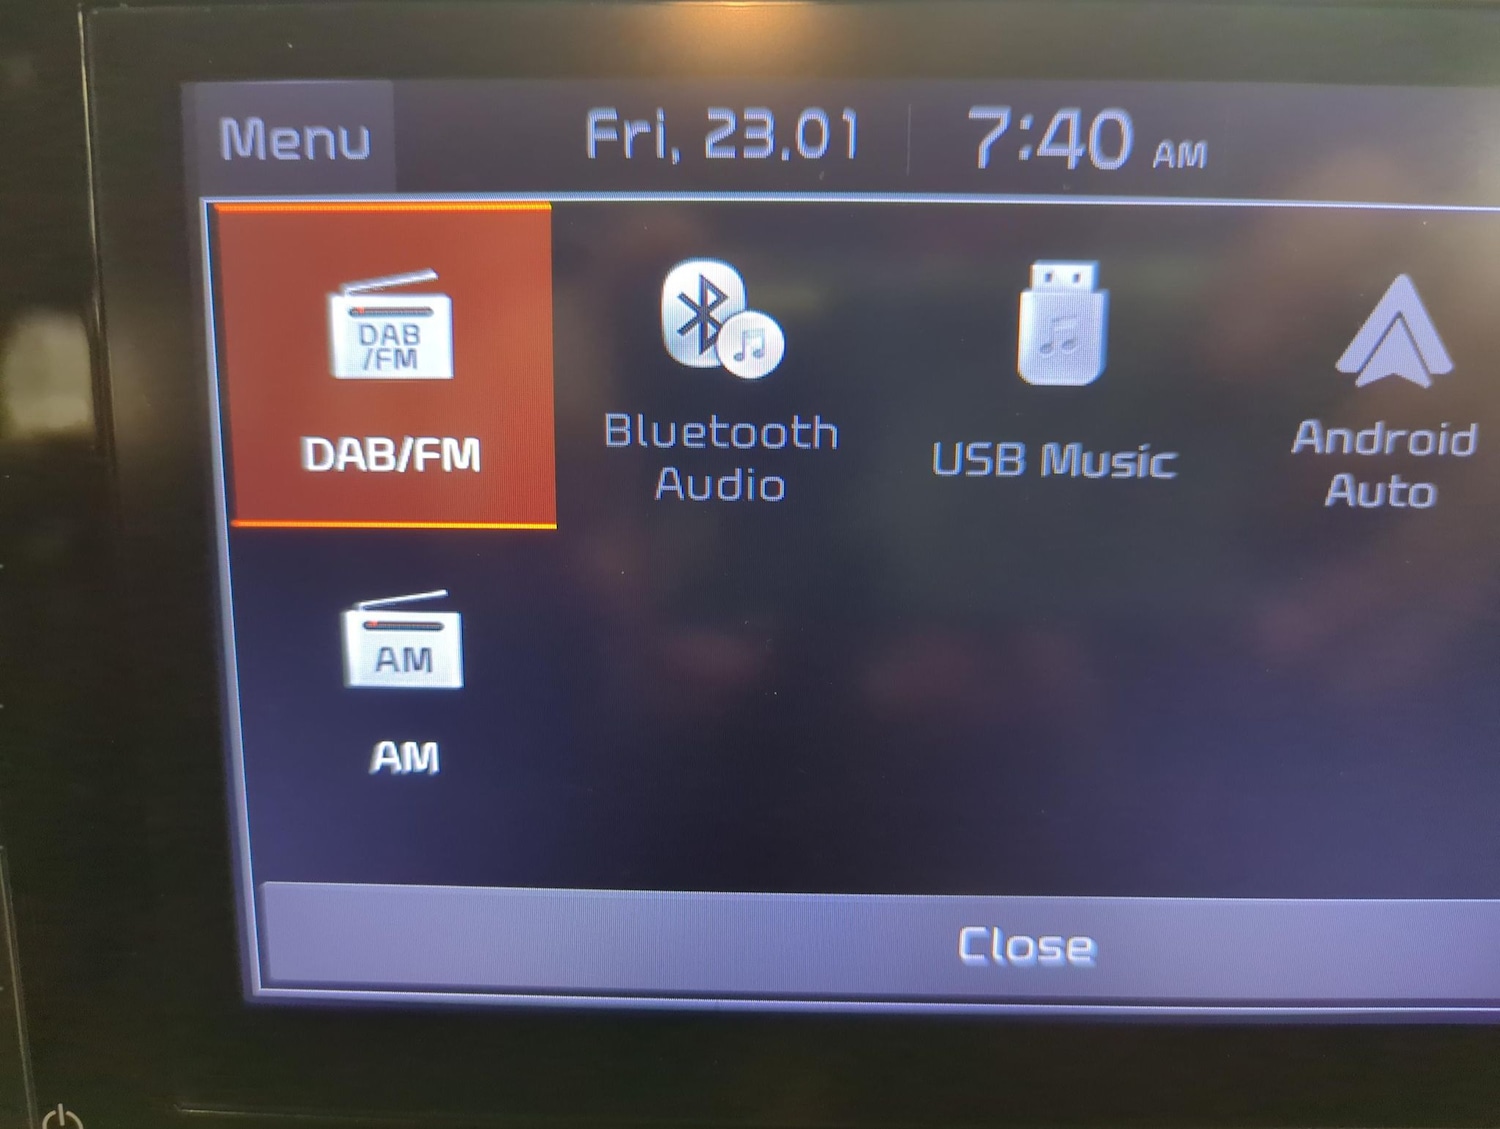 Menu
Fri, 23.01
7:40 AM
DAB
/FM
DAB/FM
Bluetooth
Audio
USB Music
Android
Auto
AM
AM
Close